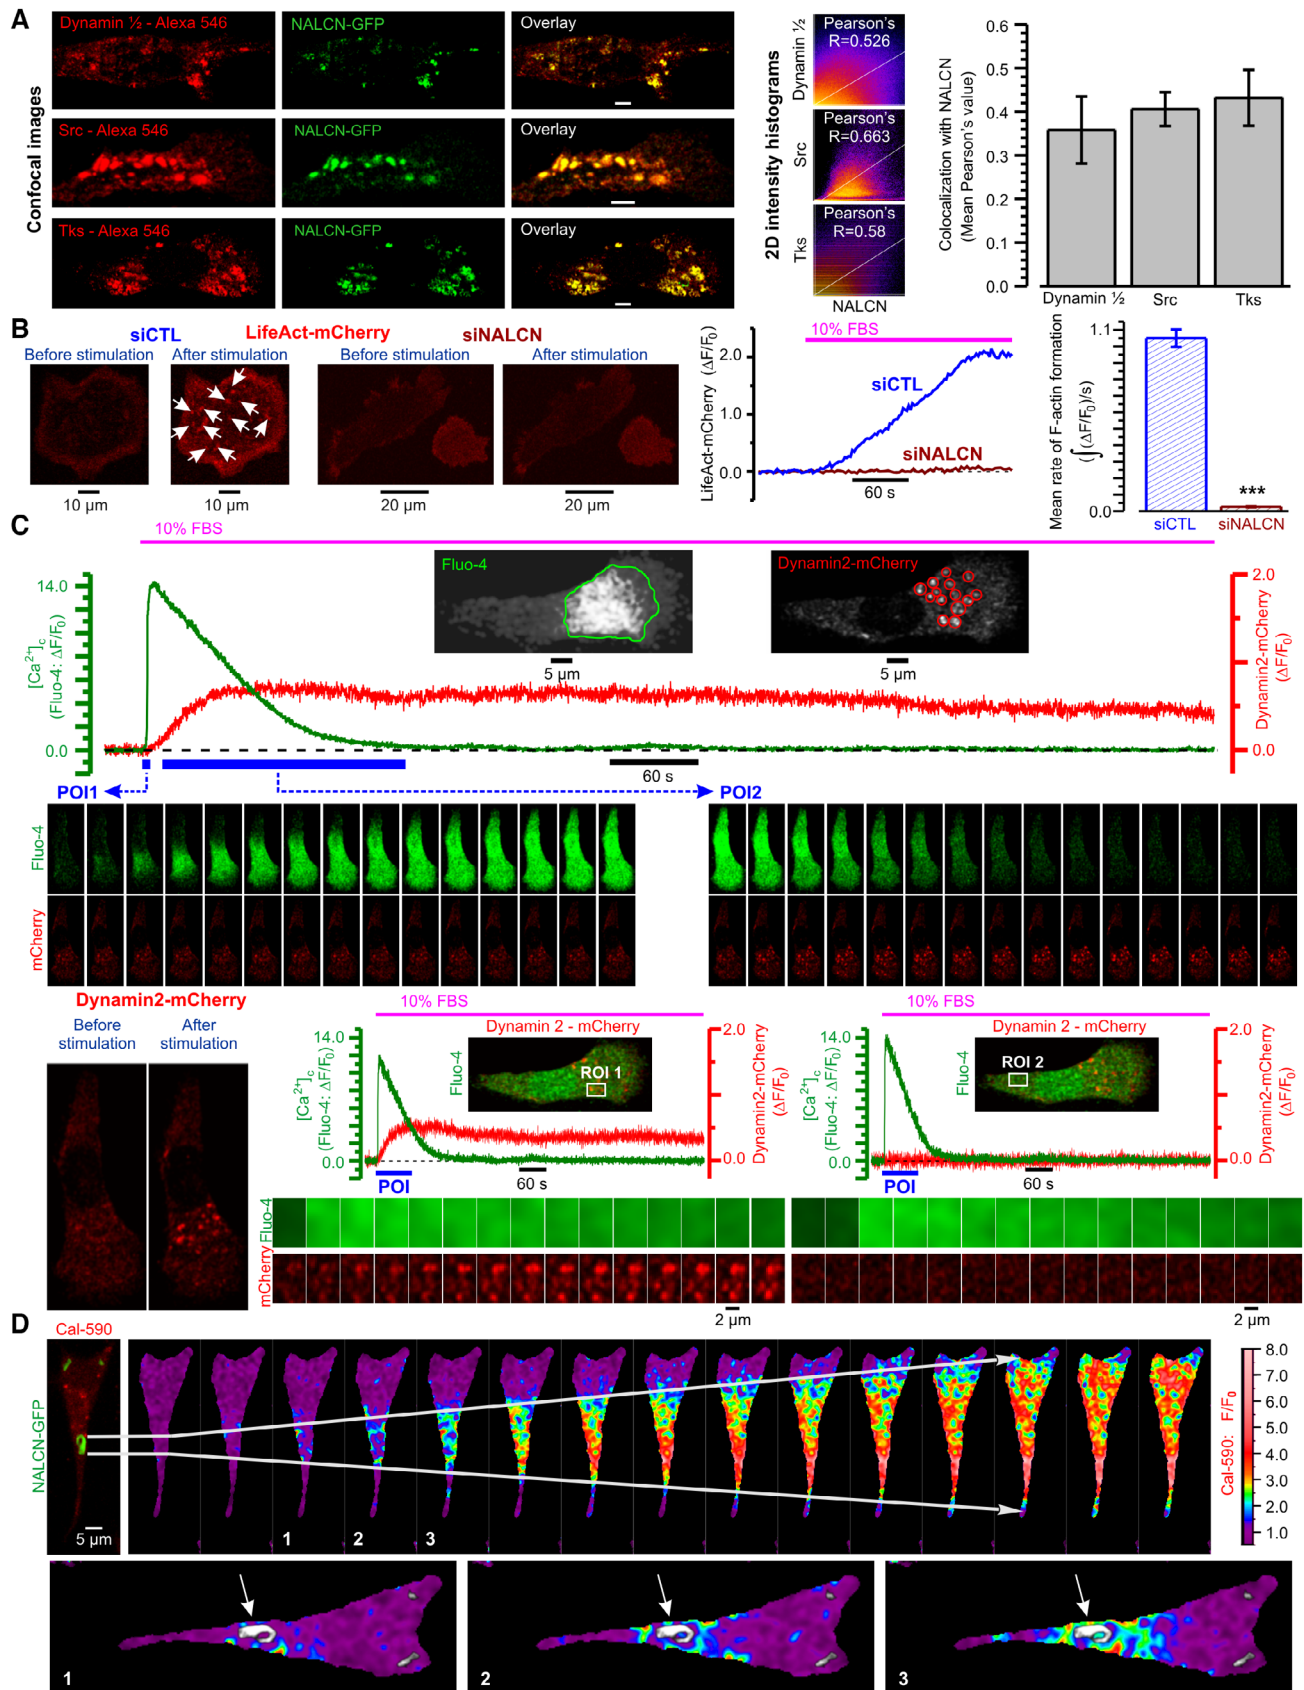 A
Confocal images
Dynamin ½ - Alexa 546
NALCN-GFP
Overlay
Src - Alexa 546
NALCN-GFP
Overlay
Tks - Alexa 546
NALCN-GFP
Overlay
2D intensity histograms
Dynamin ½
Pearson's
R=0.526
Src
Pearson's
R=0.663
Tks
Pearson's
R=0.58
NALCN
Colocalization with NALCN
(Mean Pearson's value)
0.6
0.4
0.3
0.2
0.1
0.0
Dynamin ½
Src
Tks
B
siCTL
LifeAct-mCherry
siNALCN
Before stimulation
After stimulation
Before stimulation
After stimulation
10 µm
10 µm
20 µm
20 µm
LifeAct-mCherry (ΔF/F₀)
10% FBS
2.0
1.0
0.0
siCTL
siNALCN
60 s
Mean rate of F-actin formation
(∫(ΔF/F₀)/s)
1.1
0.0
***
siCTL
siNALCN
C
10% FBS
[Ca²⁺]c
(Fluo-4: ΔF/F₀)
14.0
0.0
Fluo-4
5 µm
Dynamin2-mCherry
5 µm
2.0
0.0
Dynamin2-mCherry
(ΔF/F₀)
60 s
POI1
POI2
Fluo-4
mCherry
Dynamin2-mCherry
Before
stimulation
After
stimulation
10% FBS
[Ca²⁺]c
(Fluo-4: ΔF/F₀)
14.0
0.0
Dynamin 2 - mCherry
Fluo-4
ROI 1
2.0
0.0
Dynamin2-mCherry
(ΔF/F₀)
60 s
POI
10% FBS
[Ca²⁺]c
(Fluo-4: ΔF/F₀)
14.0
0.0
Dynamin 2 - mCherry
Fluo-4
ROI 2
2.0
0.0
Dynamin2-mCherry
(ΔF/F₀)
60 s
POI
Fluo-4
mCherry
2 µm
2 µm
D
Cal-590
NALCN-GFP
5 µm
1
2
3
Cal-590: F/F₀
8.0
7.0
6.0
5.0
4.0
3.0
2.0
1.0
1
2
3